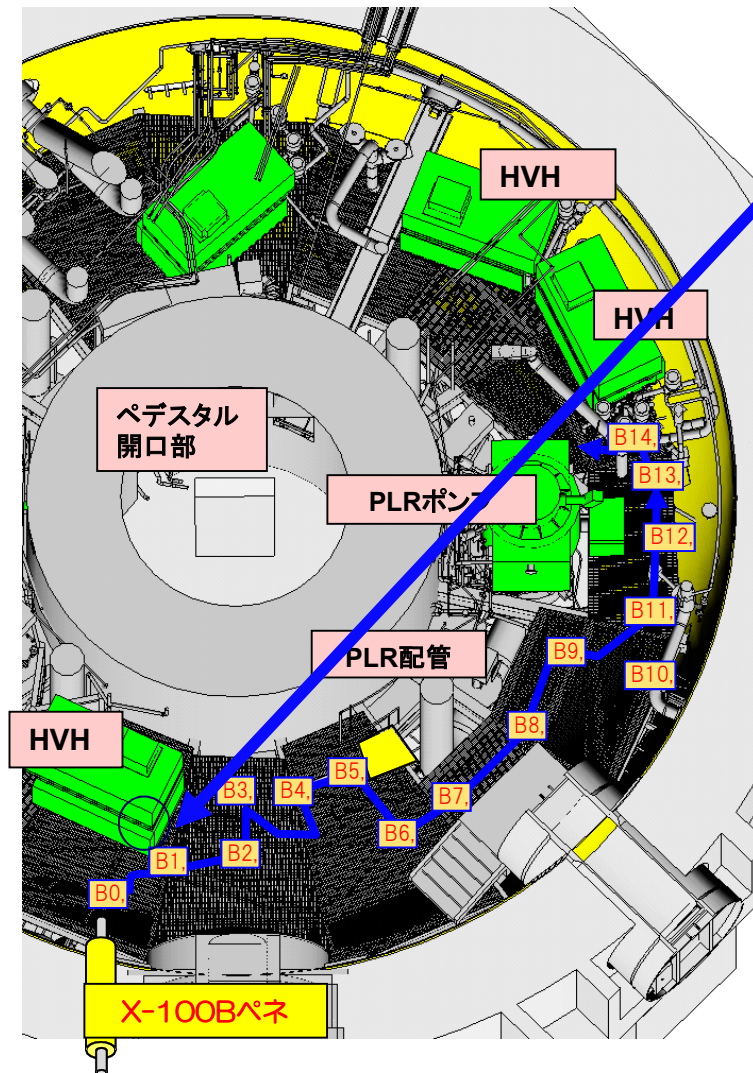 HVH
HVH
ペデスタル
開口部
B14,
B13,
PLRポンプ
B12,
B11,
PLR配管
B9,
B10,
B8,
HVH
B5,
B3,
B4,
B7,
B6,
B2,
B1,
B0,
X-100Bペネ